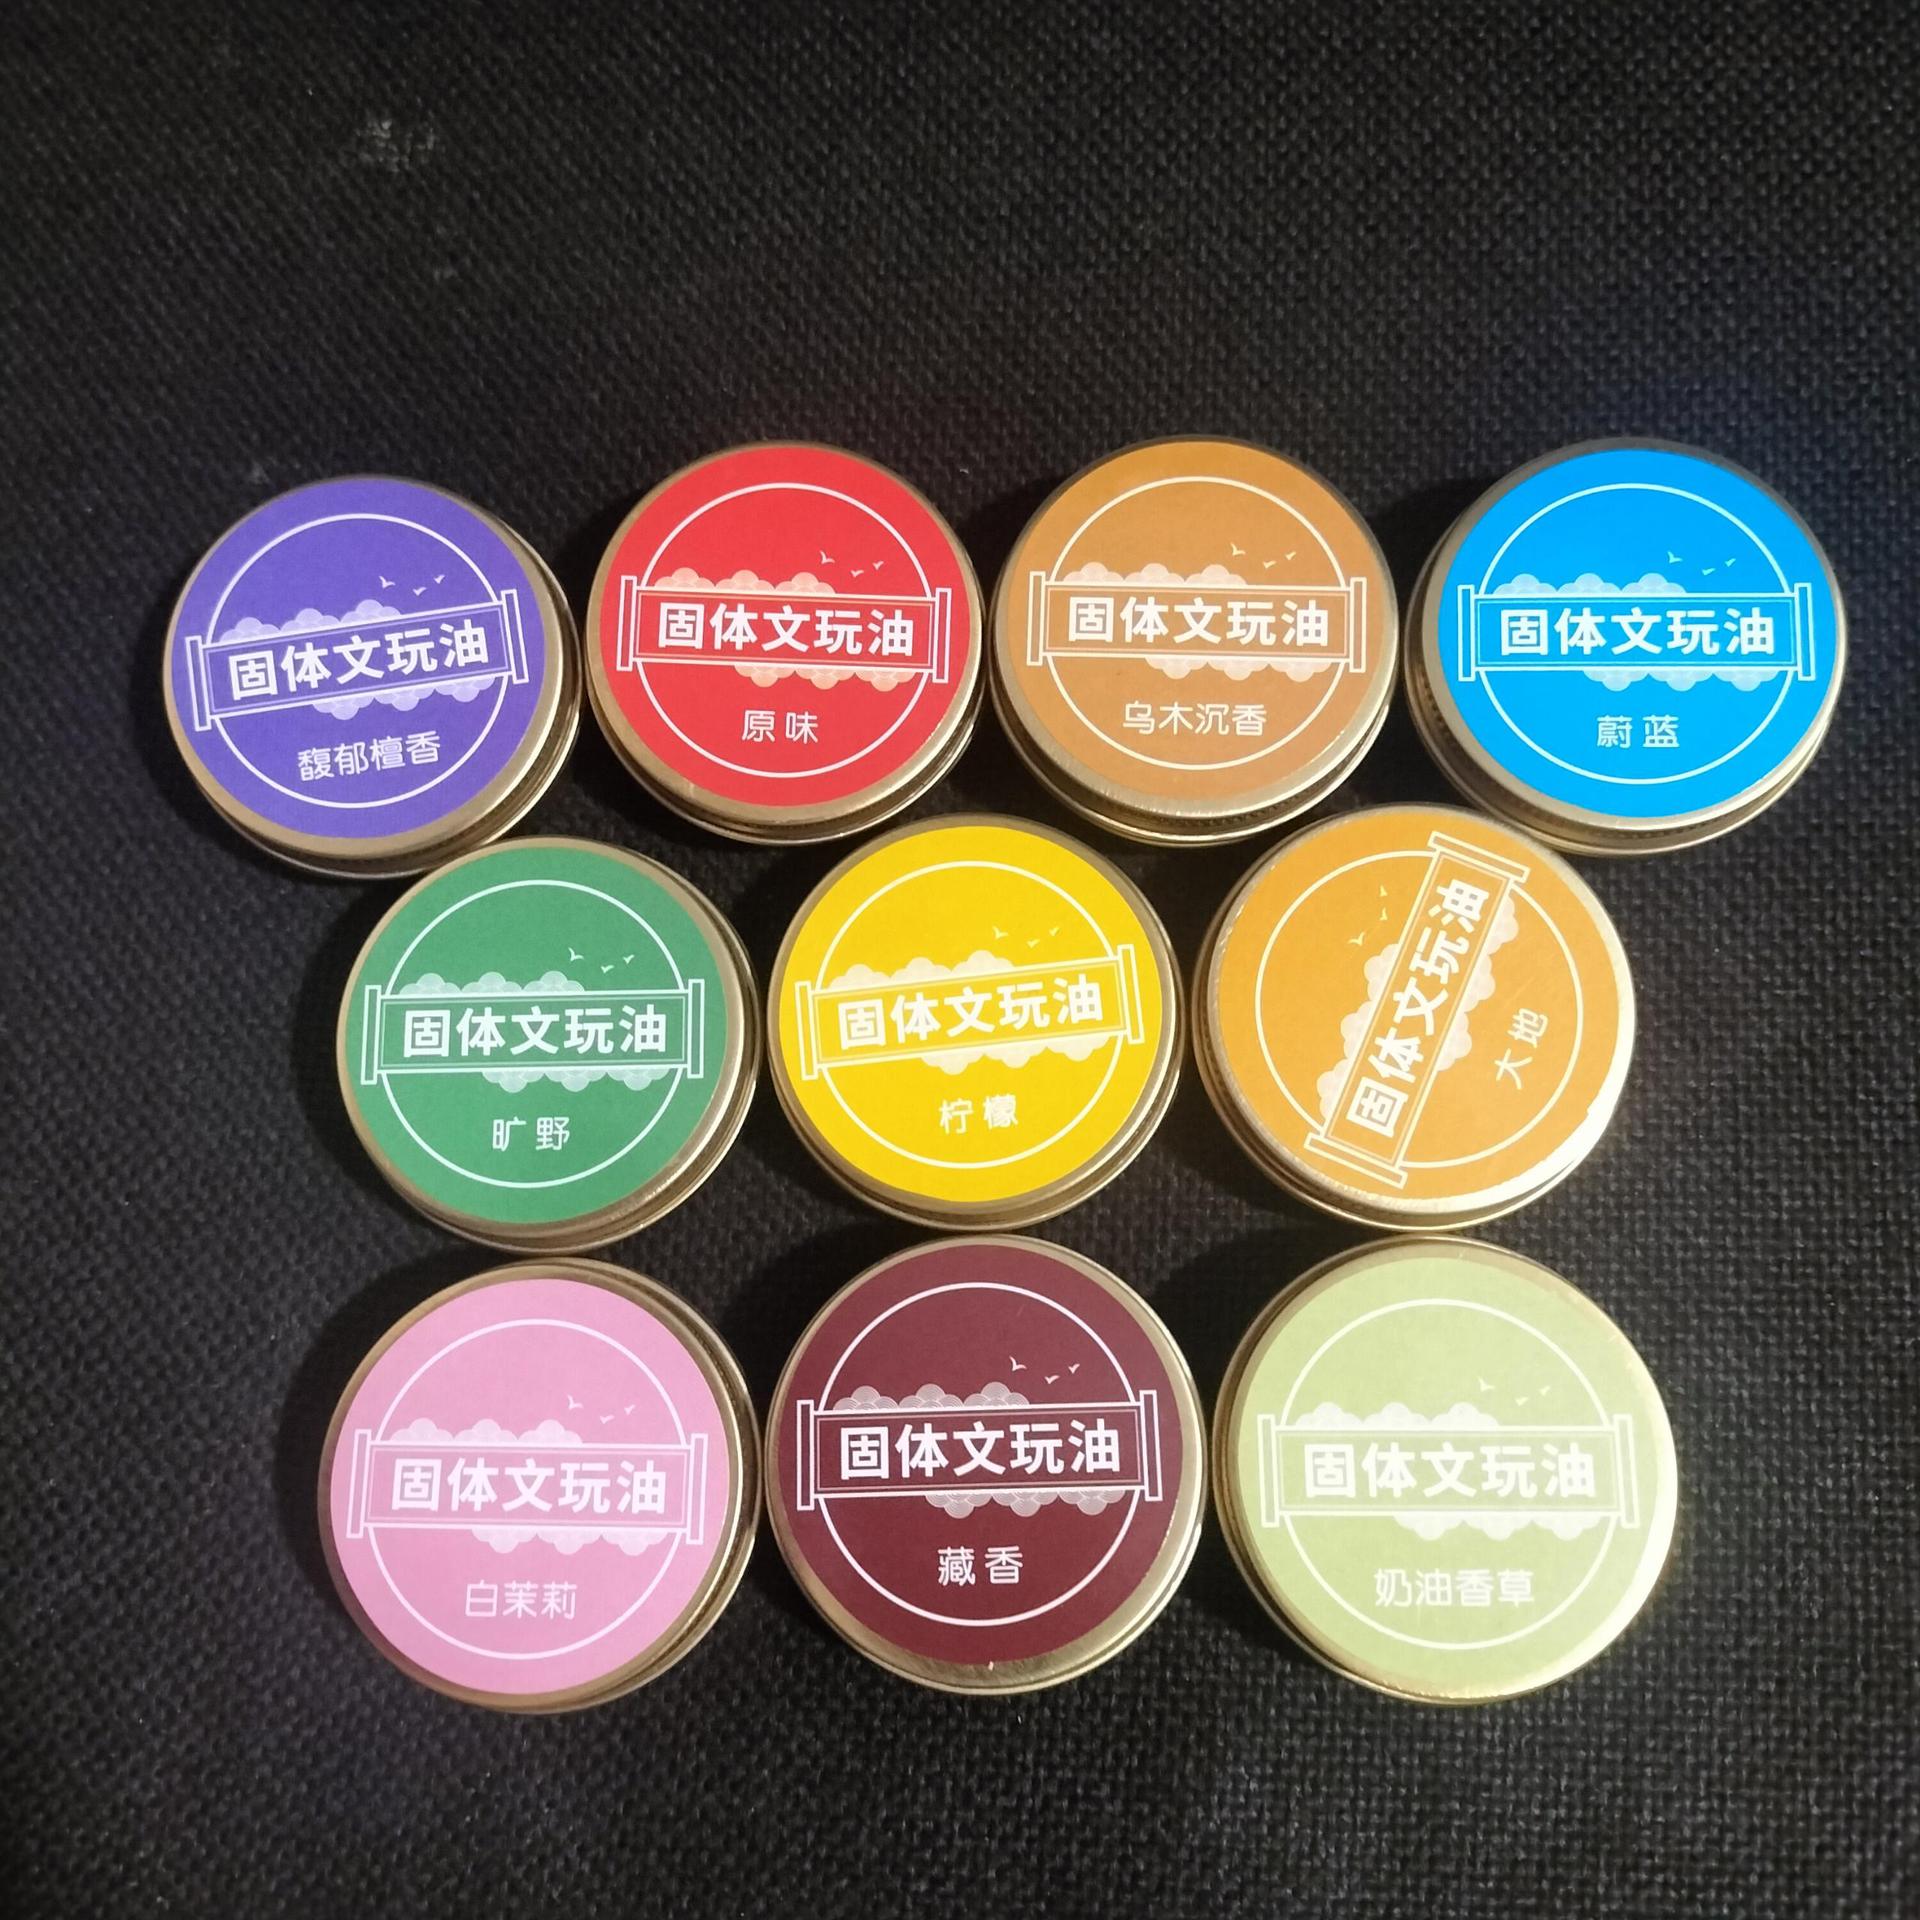 固体文玩油
馥郁檀香
固体文玩油
原味
固体文玩油
乌木沉香
固体文玩油
蔚蓝
固体文玩油
旷野
固体文玩油
柠檬
固体文玩油
大地
固体文玩油
白茉莉
固体文玩油
藏香
固体文玩油
奶油香草